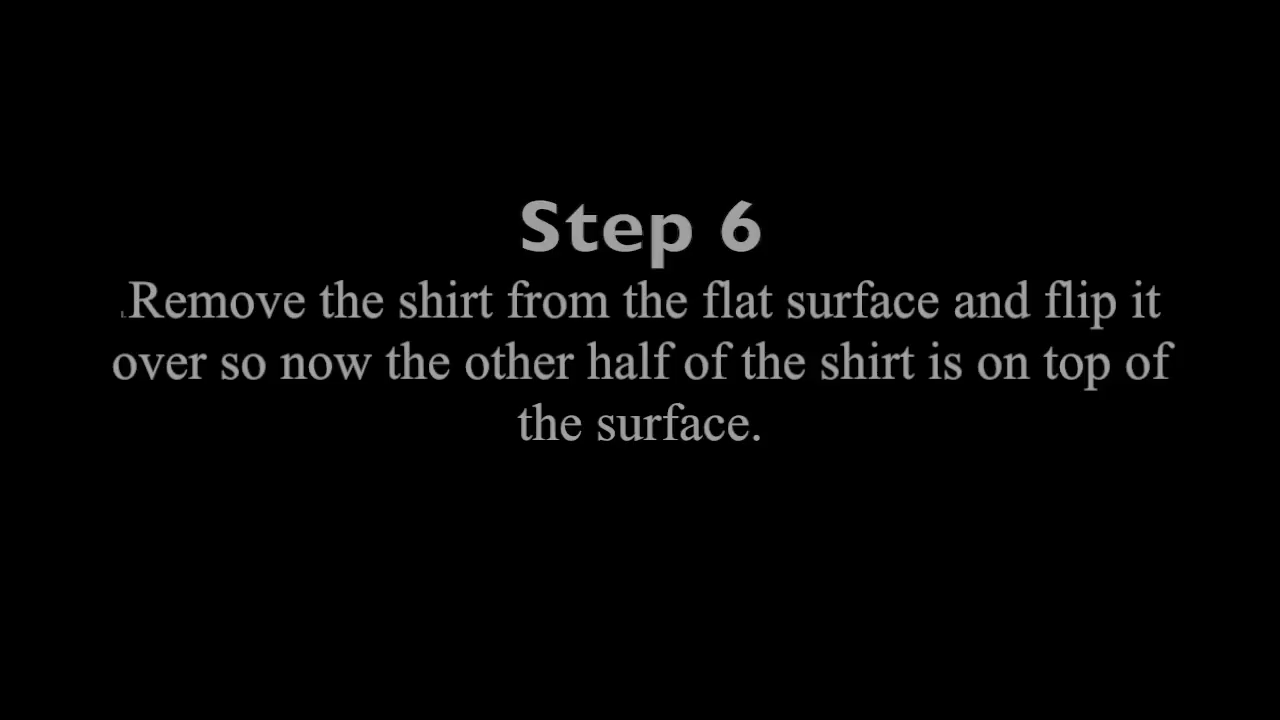 Step 6
.Remove the shirt from the flat surface and flip it
over so now the other half of the shirt is on top of
the surface.